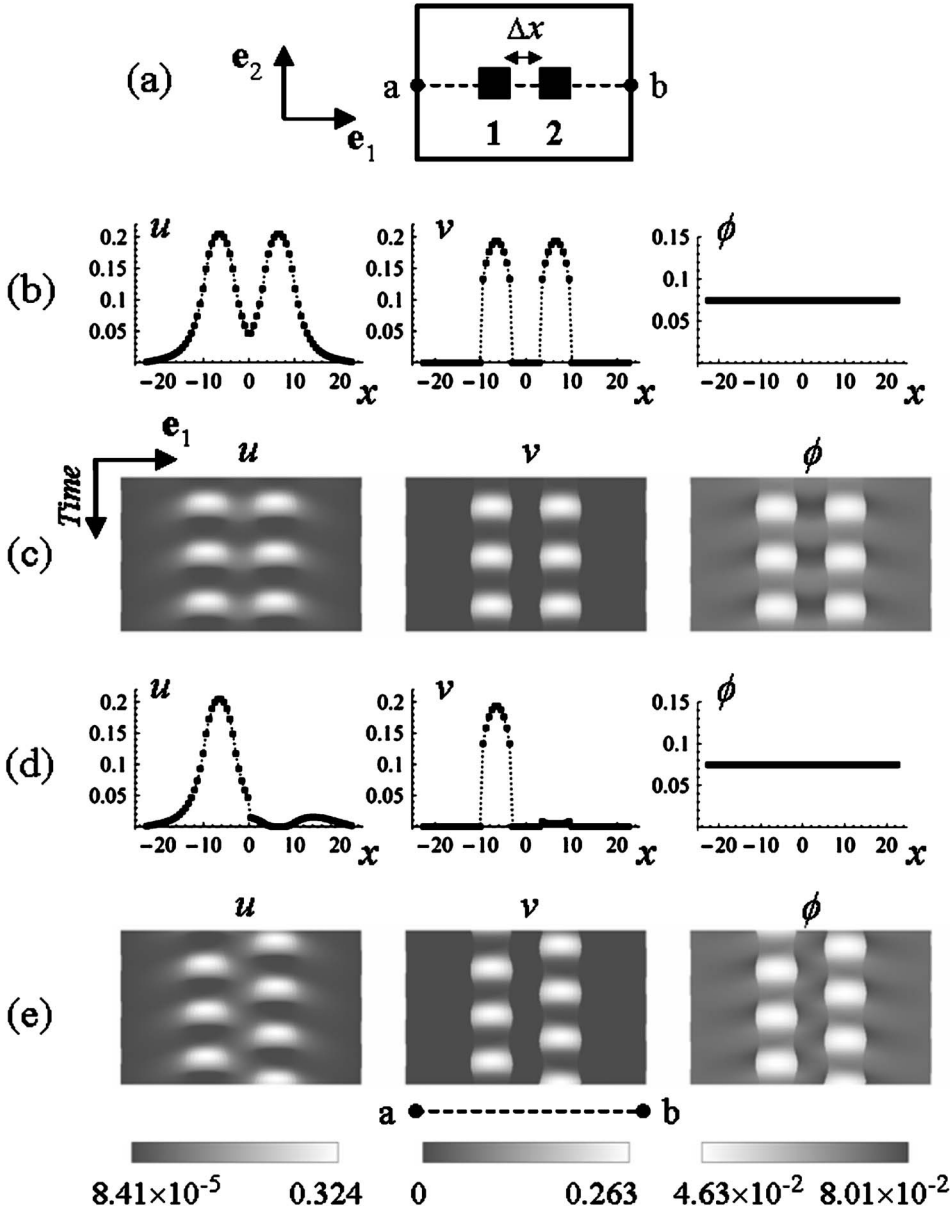 (a)
e2
e1
Δx
a b
1 2
(b)
u v ϕ
0.2 0.2 0.15
0.15 0.15
0.1 0.1 0.1
0.05 0.05 0.05
−20 −10 0 10 20 x −20 −10 0 10 20 x −20 −10 0 10 20 x
e1
Time
u v ϕ
(c)
(d)
u v ϕ
0.2 0.2 0.15
0.15 0.15
0.1 0.1 0.1
0.05 0.05 0.05
−20 −10 0 10 20 x −20 −10 0 10 20 x −20 −10 0 10 20 x
u v ϕ
(e)
a b
8.41×10⁻⁵ 0.324 0 0.263 4.63×10⁻² 8.01×10⁻²